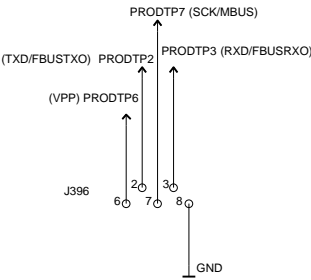 PRODTP7 (SCK/MBUS)
(TXD/FBUSTXO) PRODTP2 PRODTP3 (RXD/FBUSRXO)
(VPP) PRODTP6
J396
2 3
6 7 8
GND